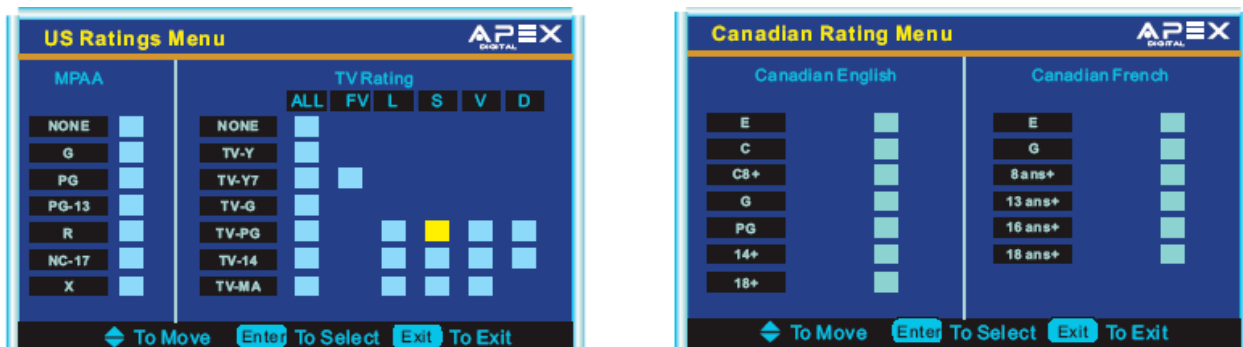 US Ratings Menu
APEX
DIGITAL
MPAA
TV Rating
ALL FV L S V D
NONE
G
PG
PG-13
R
NC-17
X
NONE
TV-Y
TV-Y7
TV-G
TV-PG
TV-14
TV-MA
To Move Enter To Select Exit To Exit
Canadian Rating Menu
APEX
DIGITAL
Canadian English
Canadian French
E
C
C8+
G
PG
14+
18+
E
G
8ans+
13 ans+
16 ans+
18 ans+
To Move Enter To Select Exit To Exit